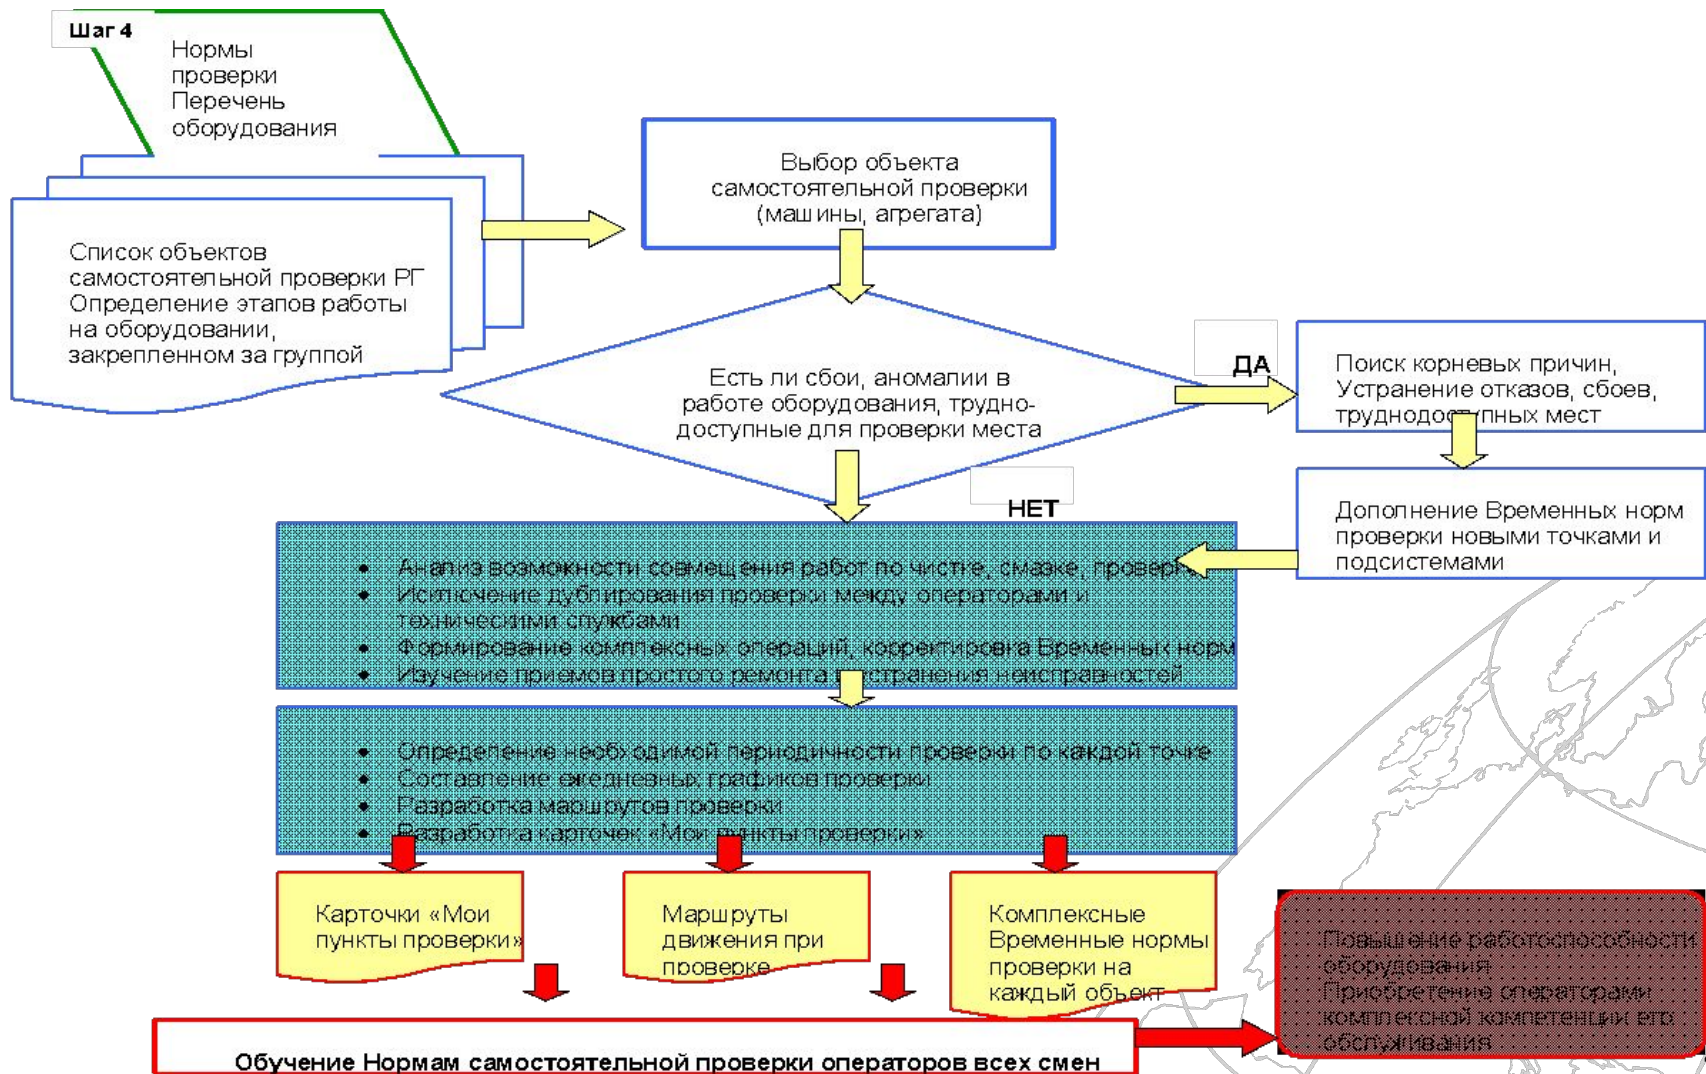 Шаг 4
Нормы
проверки
Перечень
оборудования
Список объектов
самостоятельной проверки РГ
Определение этапов работы
на оборудовании,
закрепленном за группой
Выбор объекта
самостоятельной проверки
(машины, агрегата)
Есть ли сбои, аномалии в
работе оборудования, трудно-
доступные для проверки места
ДА
Поиск корневых причин,
Устранение отказов, сбоев,
труднодоступных мест
Дополнение Временных норм
проверки новыми точками и
подсистемами
НЕТ
• Анализ возможности совмещения работ по чистке, смазке, проверке
• Исключение дублирования проверки между операторами и
техническими службами
• Формирование комплексных операций, корректировка Временных норм
• Изучение приемов простого ремонта и устранения неисправностей
• Определение необходимой периодичности проверки по каждой точке
• Составление ежедневных графиков проверки
• Разработка маршрутов проверки
• Разработка карточек «Мои пункты проверки»
Карточки «Мои
пункты проверки»
Маршруты
движения при
проверке
Комплексные
Временные нормы
проверки на
каждый объект
Повышение работоспособности
оборудования
Приобретение операторами
комплексной компетенции его
обслуживания
Обучение Нормам самостоятельной проверки операторов всех смен